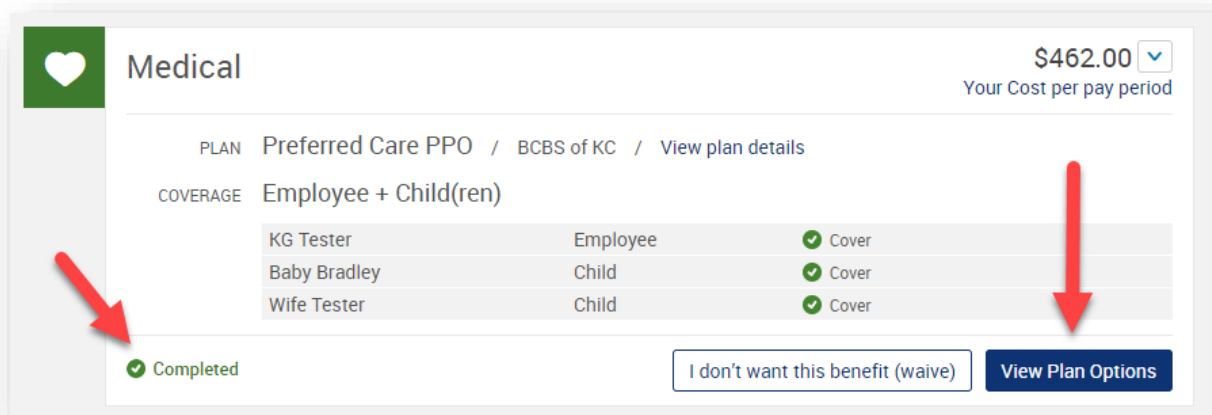 Medical
$462.00
Your Cost per pay period
PLAN Preferred Care PPO / BCBS of KC / View plan details
COVERAGE Employee + Child(ren)
KG Tester Employee Cover
Baby Bradley Child Cover
Wife Tester Child Cover
Completed I don't want this benefit (waive) View Plan Options